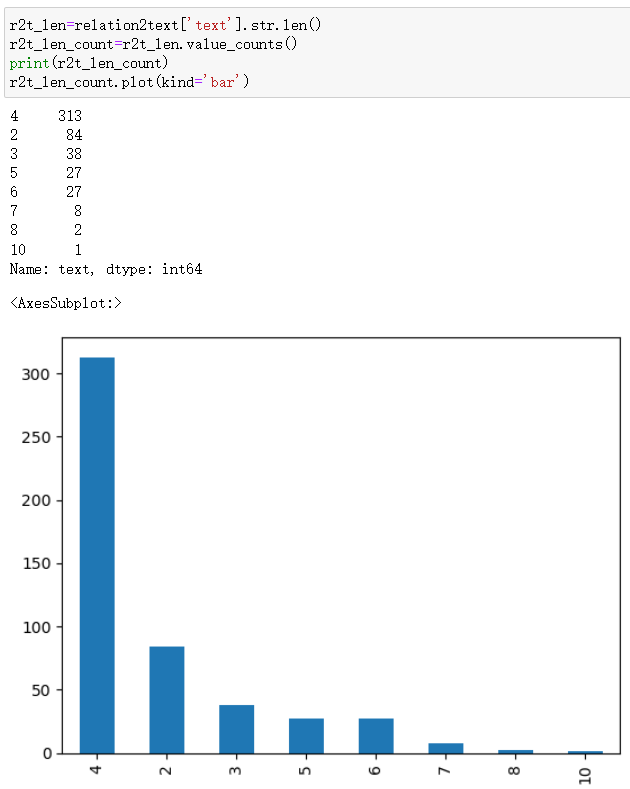 r2t_len=relation2text['text'].str.len()
r2t_len_count=r2t_len.value_counts()
print(r2t_len_count)
r2t_len_count.plot(kind='bar')
4     313
2      84
3      38
5      27
6      27
7       8
8       2
10      1
Name: text, dtype: int64
<AxesSubplot:>
300
250
200
150
100
50
0
4 2 3 5 6 7 8 10